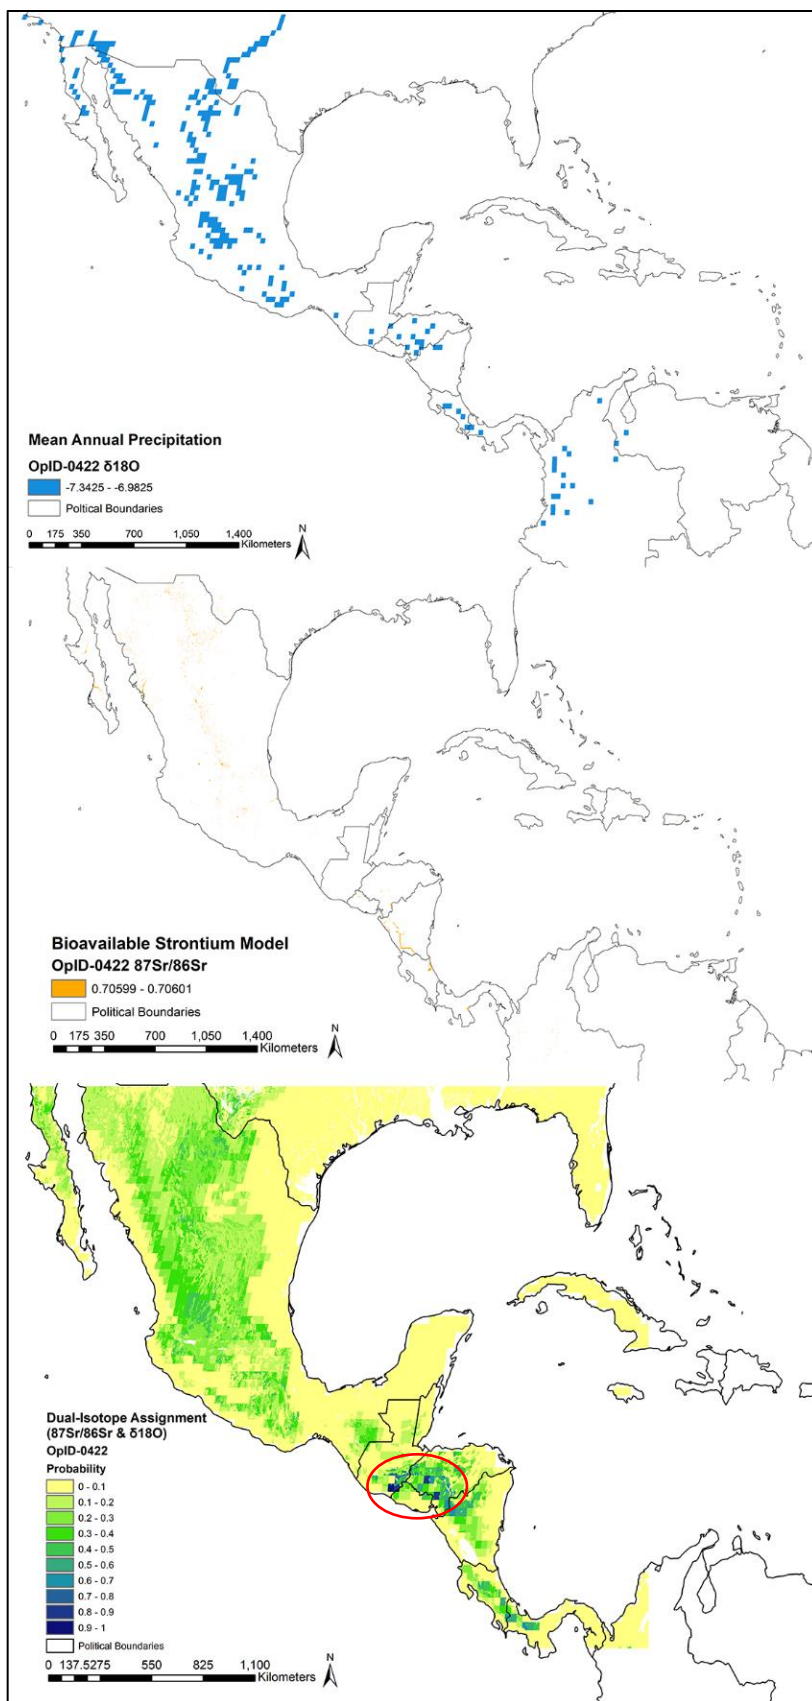 Mean Annual Precipitation
OpID-0422 δ18O
-7.3425 - -6.9825
Poltical Boundaries
0 175 350 700 1,050 1,400
Kilometers
N
Bioavailable Strontium Model
OpID-0422 87Sr/86Sr
0.70599 - 0.70601
Political Boundaries
0 175 350 700 1,050 1,400
Kilometers
N
Dual-Isotope Assignment
(87Sr/86Sr & δ18O)
OpID-0422
Probability
0 - 0.1
0.1 - 0.2
0.2 - 0.3
0.3 - 0.4
0.4 - 0.5
0.5 - 0.6
0.6 - 0.7
0.7 - 0.8
0.8 - 0.9
0.9 - 1
Political Boundaries
0 137.5275 550 825 1,100
Kilometers
N